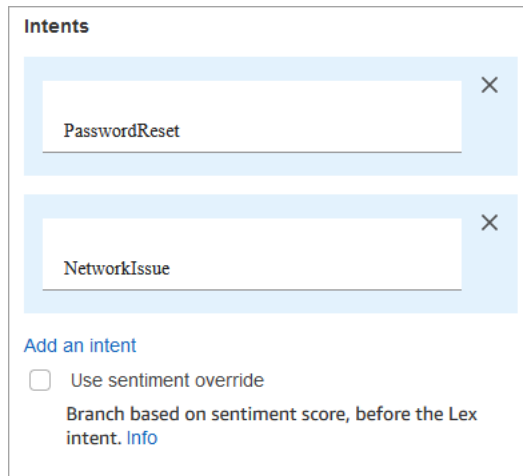 Intents
PasswordReset
NetworkIssue
Add an intent
Use sentiment override
Branch based on sentiment score, before the Lex
intent. Info